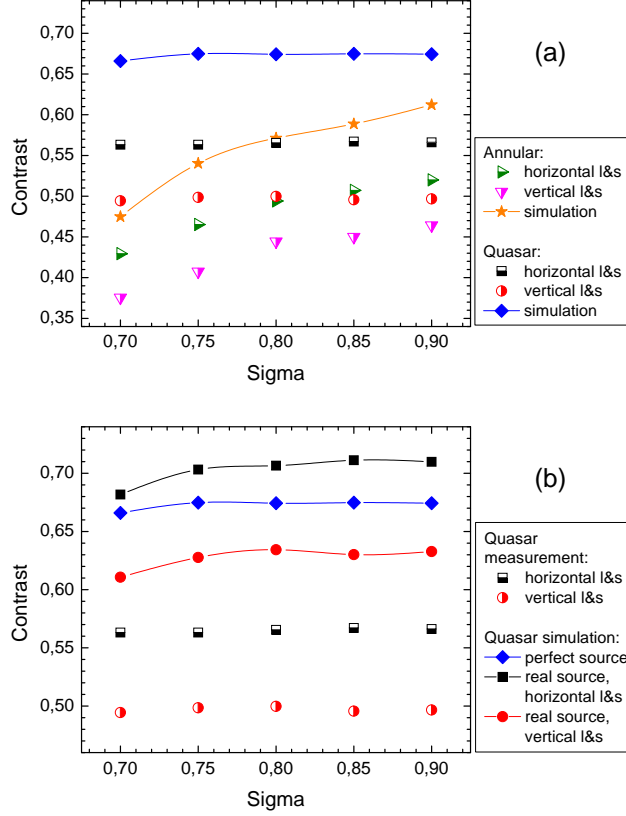 0,70
0,65
0,60
0,55
0,50
0,45
0,40
0,35
Contrast
0,70 0,75 0,80 0,85 0,90
Sigma
(a)
Annular:
horizontal l&s
vertical l&s
simulation
Quasar:
horizontal l&s
vertical l&s
simulation
0,70
0,65
0,60
0,55
0,50
Contrast
0,70 0,75 0,80 0,85 0,90
Sigma
(b)
Quasar
measurement:
horizontal l&s
vertical l&s
Quasar simulation:
perfect source
real source,
horizontal l&s
real source,
vertical l&s